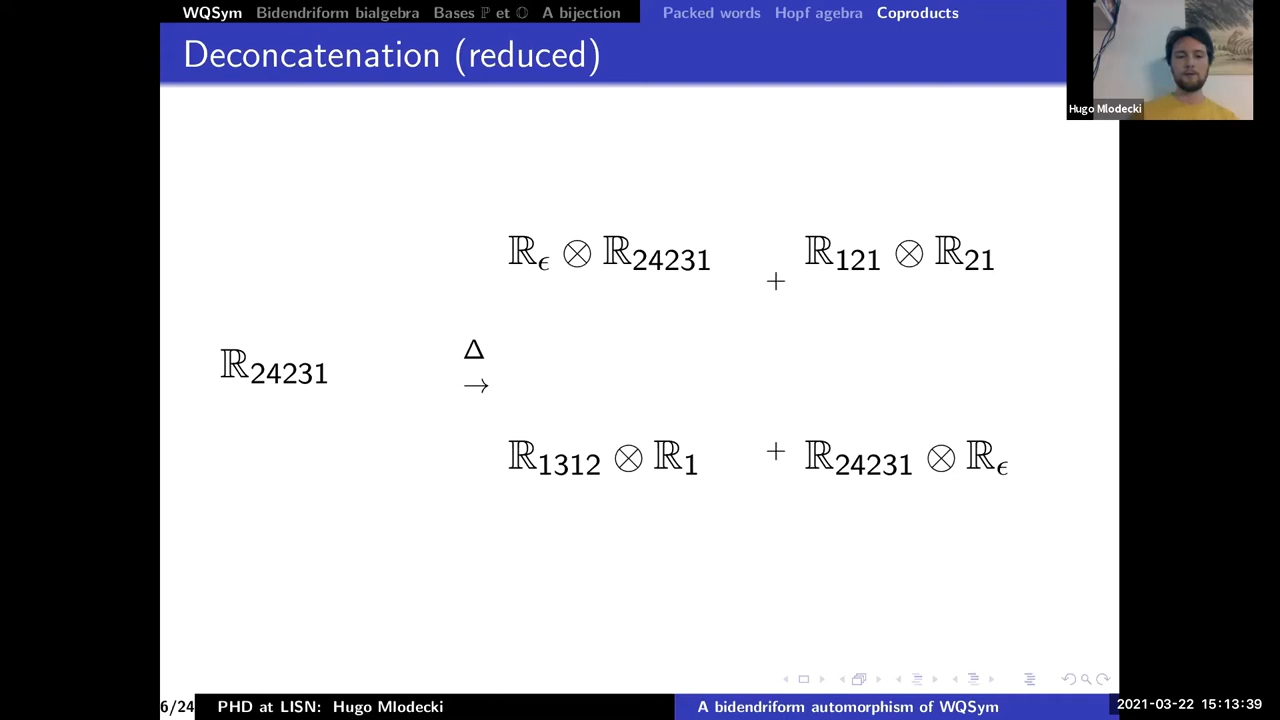 WQSym Bidendriform bialgebra Bases ℙ et 𝕆 A bijection Packed words Hopf agebra Coproducts
Deconcatenation (reduced)
Hugo Mlodecki
ℝ_ϵ ⊗ ℝ_24231 + ℝ_121 ⊗ ℝ_21
ℝ_24231 Δ →
ℝ_1312 ⊗ ℝ_1 + ℝ_24231 ⊗ ℝ_ϵ
6/24 PHD at LISN: Hugo Mlodecki A bidendriform automorphism of WQSym 2021-03-22 15:13:39